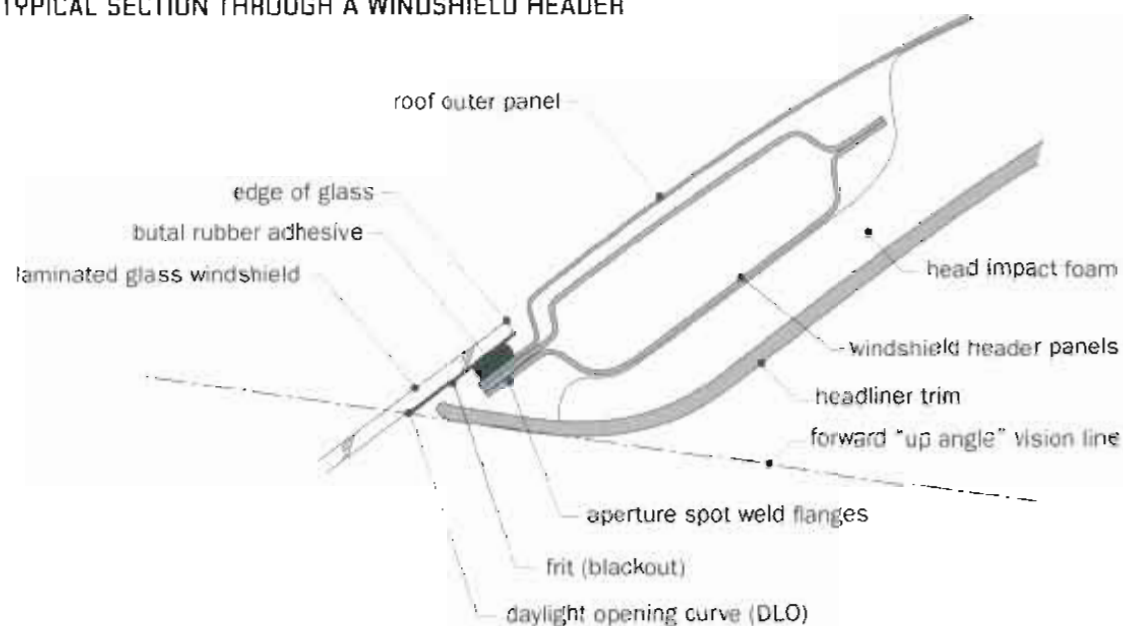 TYPICAL SECTION THROUGH A WINDSHIELD HEADER
roof outer panel
edge of glass
butal rubber adhesive
laminated glass windshield
head impact foam
windshield header panels
headliner trim
forward "up angle" vision line
aperture spot weld flanges
frit (blackout)
daylight opening curve (DLO)